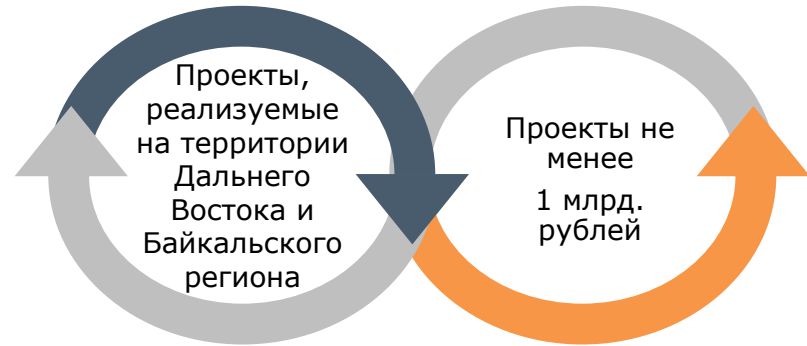 Проекты,
реализуемые
на территории
Дальнего
Востока и
Байкальского
региона
Проекты не
менее
1 млрд.
рублей